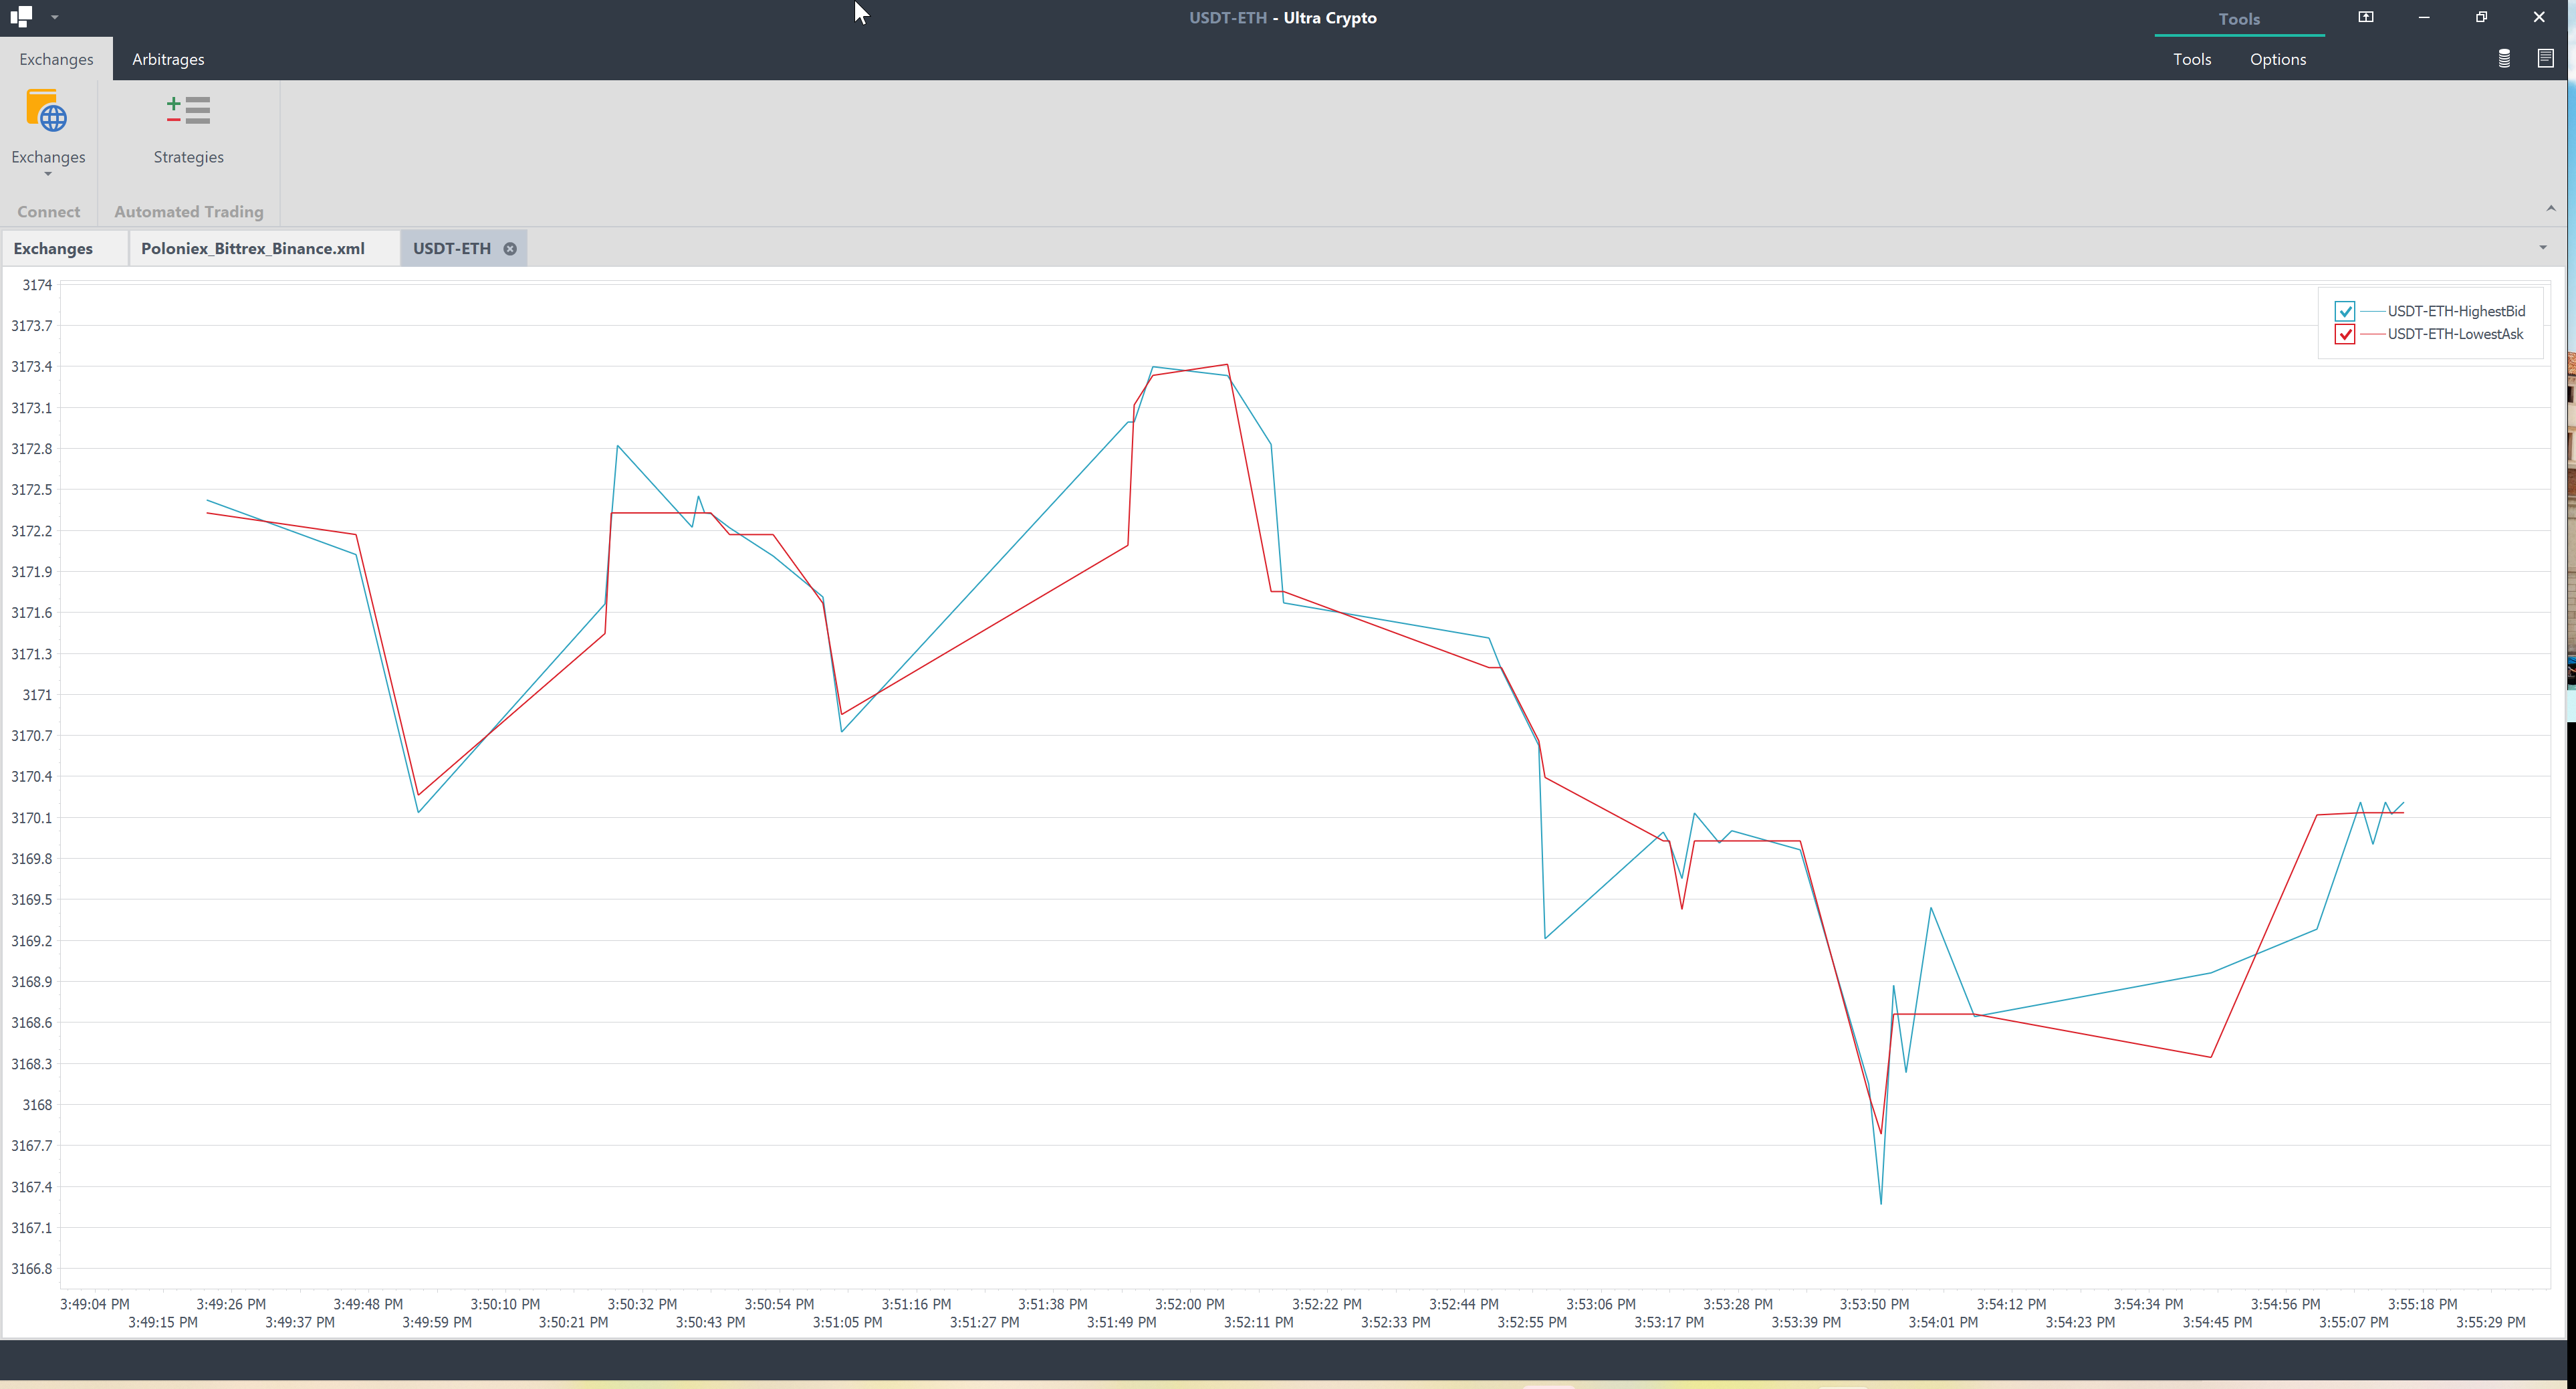 USDT-ETH - Ultra Crypto
Tools
Exchanges
Arbitrages
Tools
Options
Exchanges
Strategies
Connect
Automated Trading
Exchanges
Poloniex_Bittrex_Binance.xml
USDT-ETH
3174
3173.7
3173.4
3173.1
3172.8
3172.5
3172.2
3171.9
3171.6
3171.3
3171
3170.7
3170.4
3170.1
3169.8
3169.5
3169.2
3168.9
3168.6
3168.3
3168
3167.7
3167.4
3167.1
3166.8
USDT-ETH-HighestBid
USDT-ETH-LowestAsk
3:49:04 PM 3:49:26 PM 3:49:48 PM 3:50:10 PM 3:50:32 PM 3:50:54 PM 3:51:16 PM 3:51:38 PM 3:52:00 PM 3:52:22 PM 3:52:44 PM 3:53:06 PM 3:53:28 PM 3:53:50 PM 3:54:12 PM 3:54:34 PM 3:54:56 PM 3:55:18 PM
3:49:15 PM 3:49:37 PM 3:49:59 PM 3:50:21 PM 3:50:43 PM 3:51:05 PM 3:51:27 PM 3:51:49 PM 3:52:11 PM 3:52:33 PM 3:52:55 PM 3:53:17 PM 3:53:39 PM 3:54:01 PM 3:54:23 PM 3:54:45 PM 3:55:07 PM 3:55:29 PM